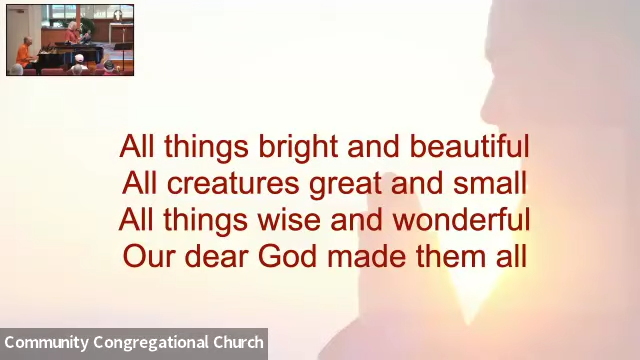 All things bright and beautiful
All creatures great and small
All things wise and wonderful
Our dear God made them all
Community Congregational Church